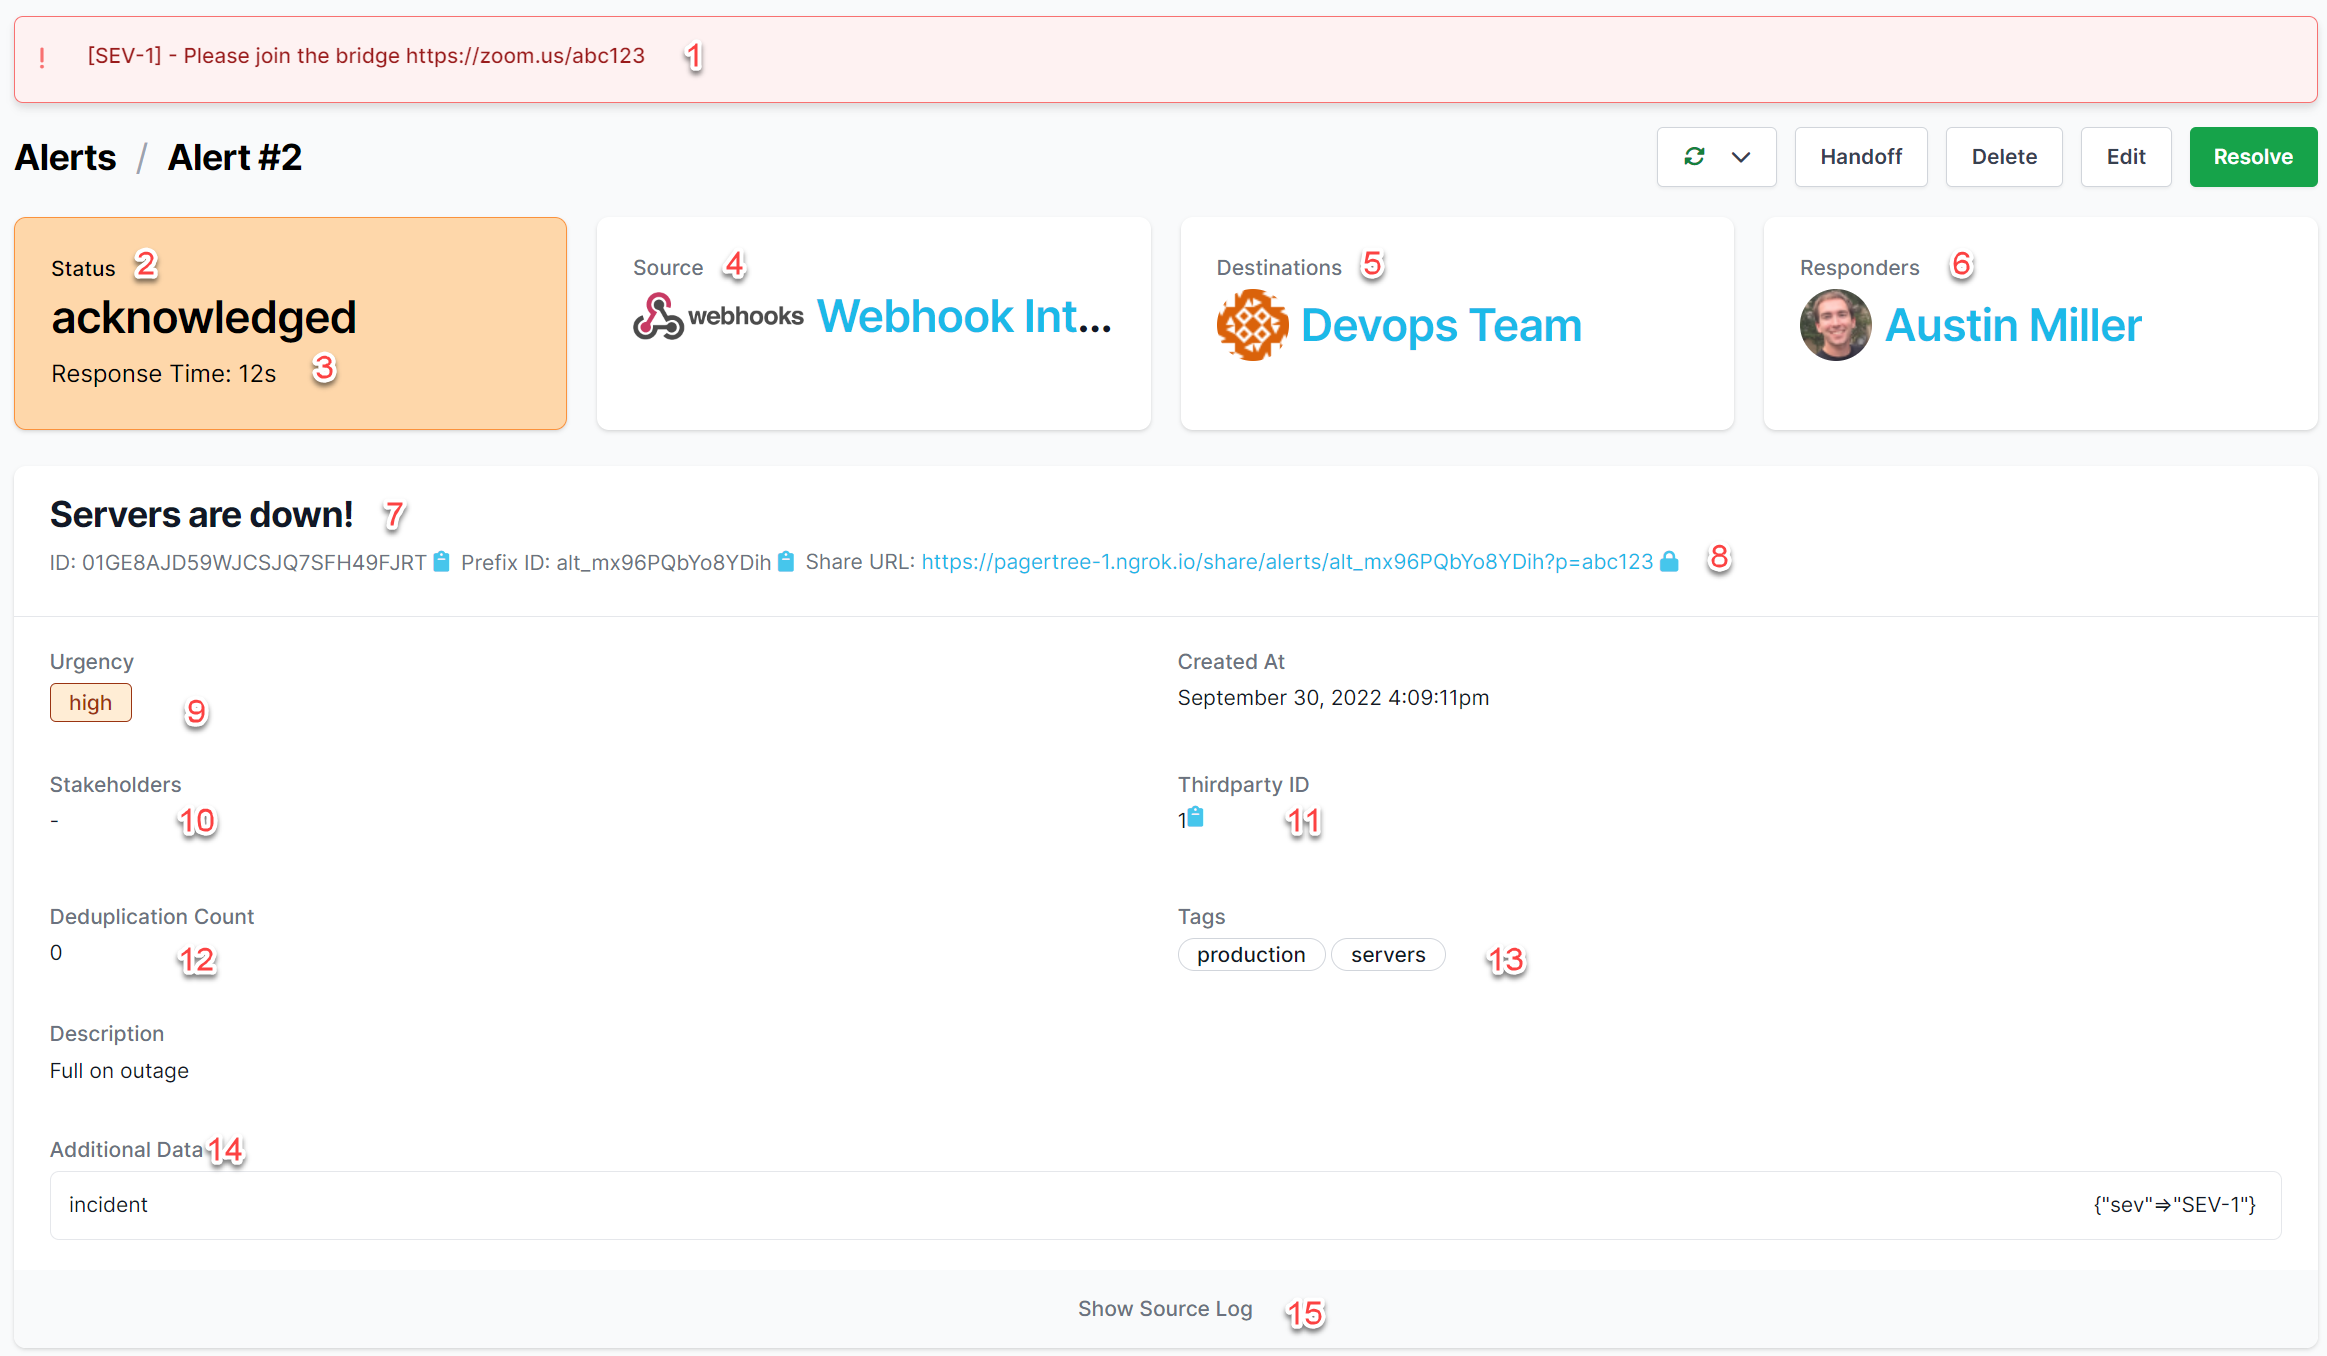 [SEV-1] - Please join the bridge https://zoom.us/abc123 1
Alerts / Alert #2
Handoff
Delete
Edit
Resolve
Status 2
acknowledged
Response Time: 12s 3
Source 4
webhooks Webhook Int...
Destinations 5
Devops Team
Responders 6
Austin Miller
Servers are down! 7
ID: 01GE8AJD59WJCSJQ7SFH49FJRT Prefix ID: alt_mx96PQbYo8YDih Share URL: https://pagertree-1.ngrok.io/share/alerts/alt_mx96PQbYo8YDih?p=abc123 8
Urgency
high 9
Created At
September 30, 2022 4:09:11pm
Stakeholders
- 10
Thirdparty ID
1 11
Deduplication Count
0 12
Tags
production servers 13
Description
Full on outage
Additional Data 14
incident {"sev"=>"SEV-1"}
Show Source Log 15